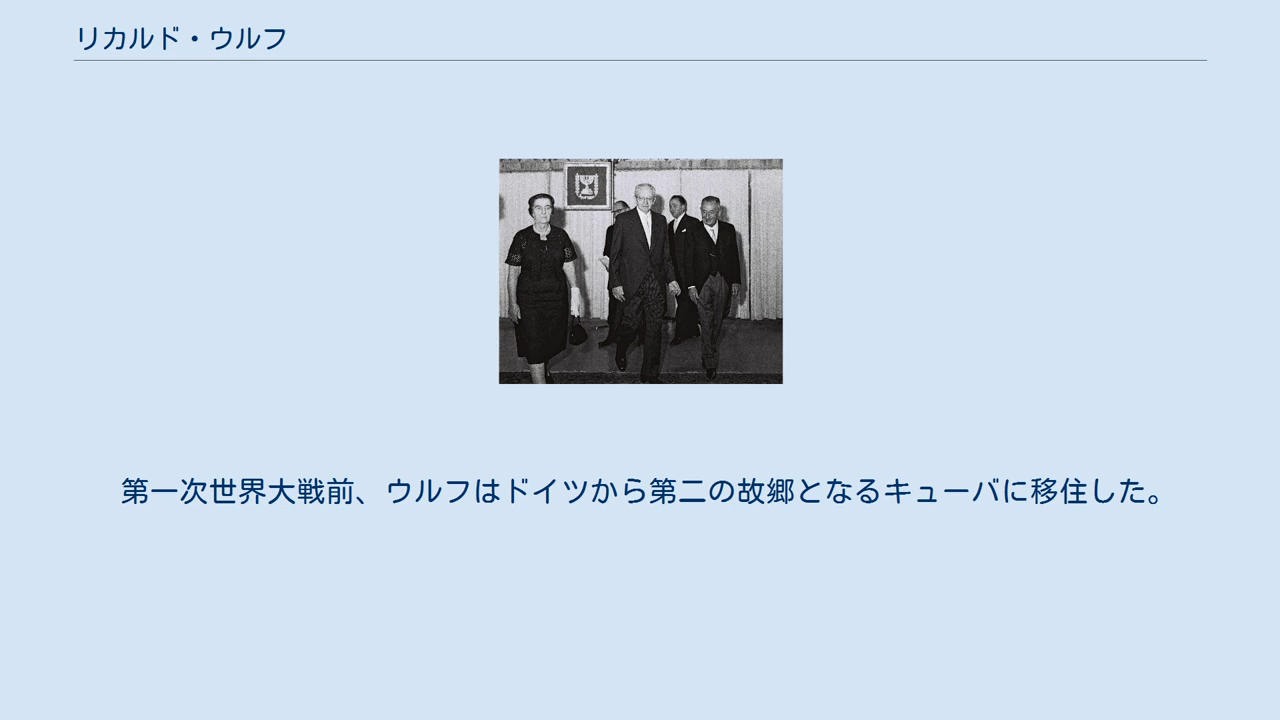 リカルド・ウルフ
第一次世界大戦前、ウルフはドイツから第二の故郷となるキューバに移住した。